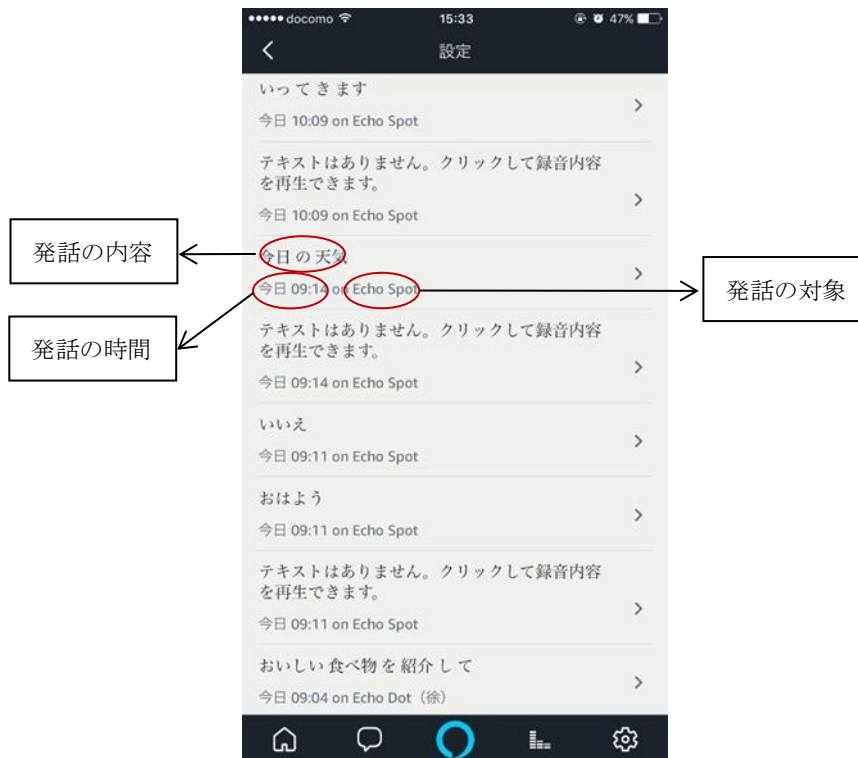 docomo 15:33 47%
設定
いって き ます
今日 10:09 on Echo Spot
テキストはありません。クリックして録音内容
を再生できます。
今日 10:09 on Echo Spot
発話の内容
今日 の 天気
今日 09:14 on Echo Spot
発話の対象
発話の時間
テキストはありません。クリックして録音内容
を再生できます。
今日 09:14 on Echo Spot
いいえ
今日 09:11 on Echo Spot
おはよう
今日 09:11 on Echo Spot
テキストはありません。クリックして録音内容
を再生できます。
今日 09:11 on Echo Spot
おいしい 食べ物 を 紹介 し て
今日 09:04 on Echo Dot（徐）